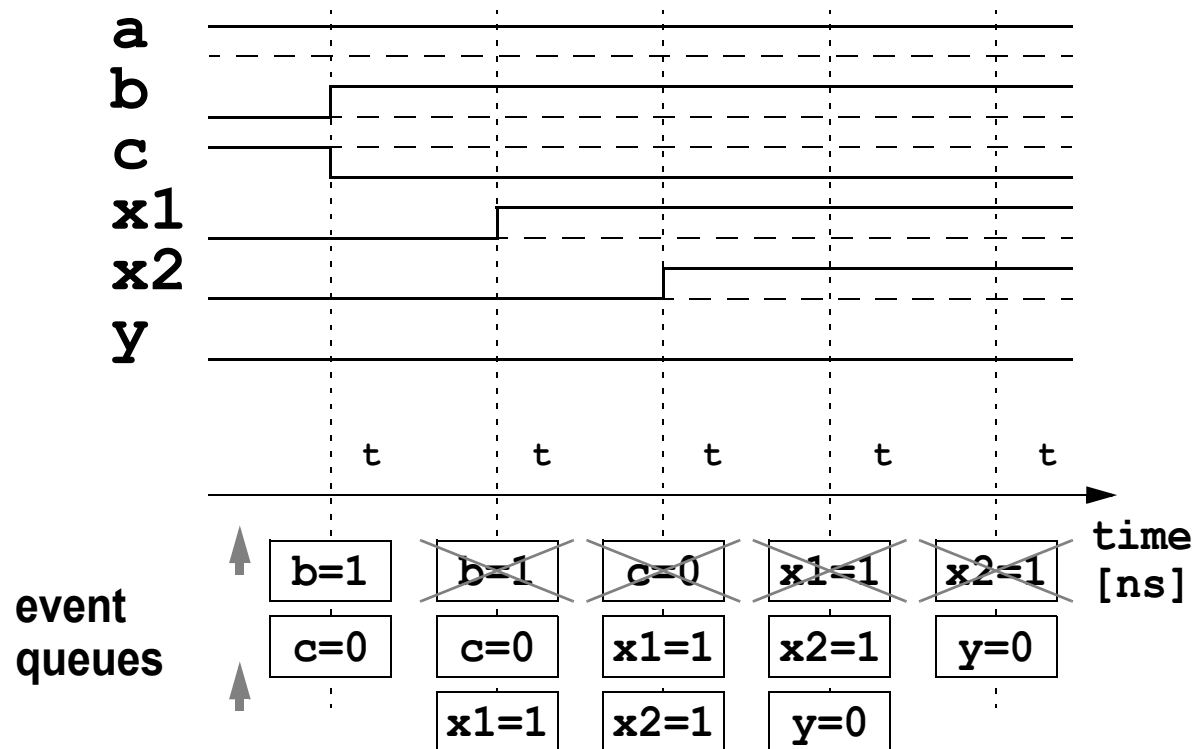 a
b
c
x1
x2
y
t t t t t
time
[ns]
event
queues
b=1 b=1 c=0 x1=1 x2=1
c=0 c=0 x1=1 x2=1 y=0
x1=1 x2=1 y=0